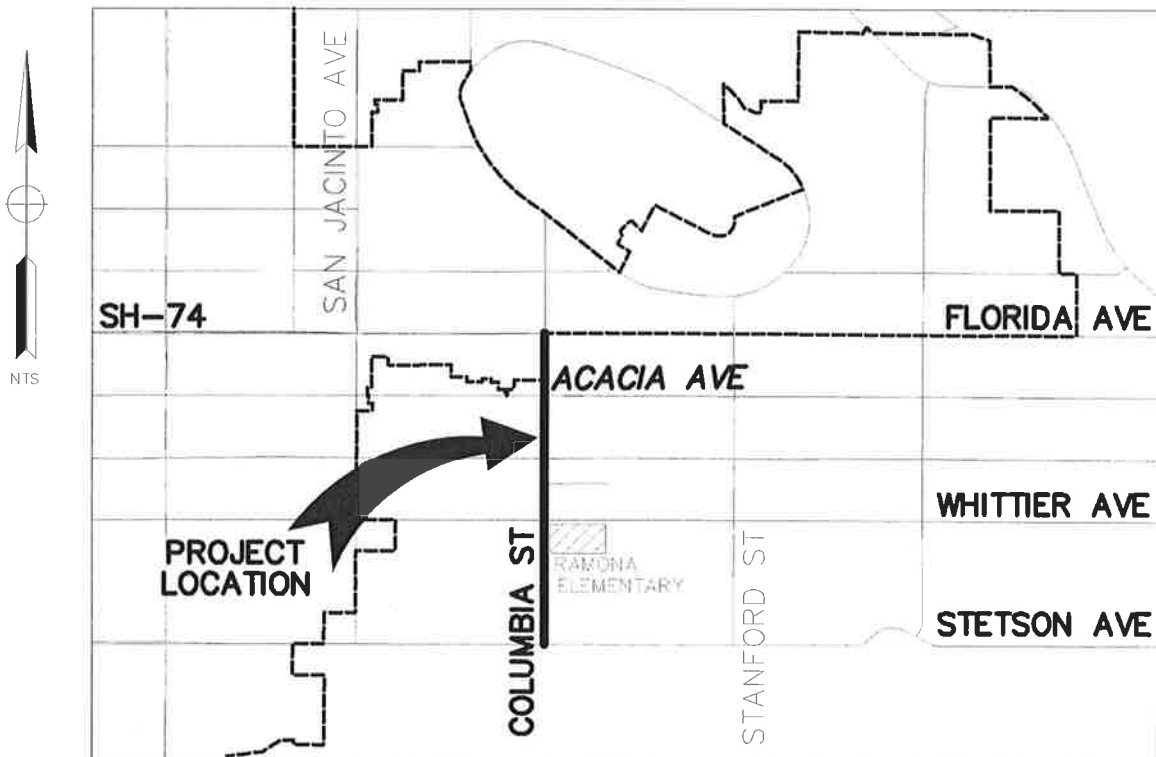 SAN JACINTO AVE
NTS
SH-74
FLORIDA AVE
ACACIA AVE
WHITTIER AVE
PROJECT
LOCATION
COLUMBIA ST
RAMONA
ELEMENTARY
STANFORD ST
STETSON AVE